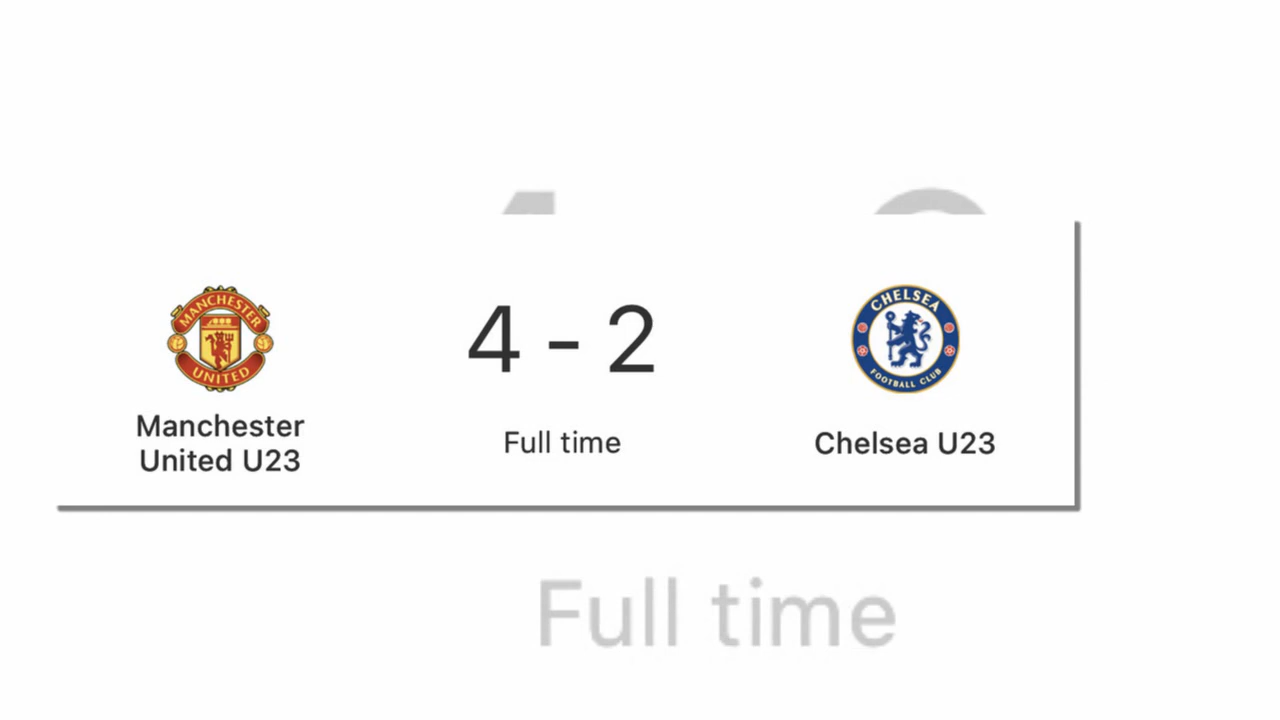 MANCHESTER
UNITED
4 - 2
CHELSEA
FOOTBALL CLUB
Manchester
United U23
Full time
Chelsea U23
Full time